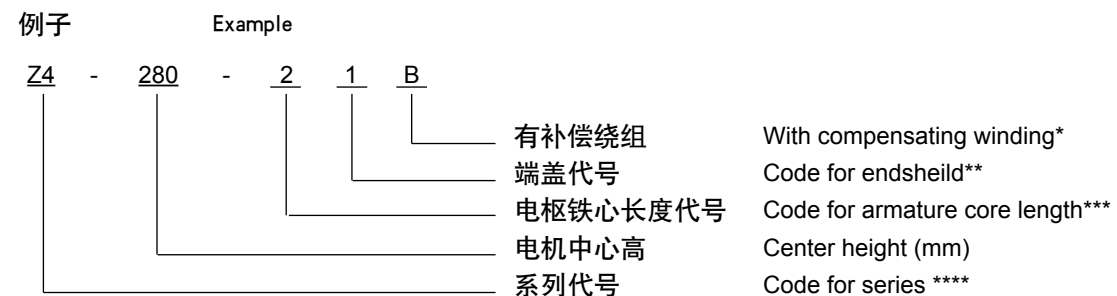 例子 Example
Z4 - 280 - 2 1 B
有补偿绕组 With compensating winding*
端盖代号 Code for endsheild**
电枢铁心长度代号 Code for armature core length***
电机中心高 Center height (mm)
系列代号 Code for series ****